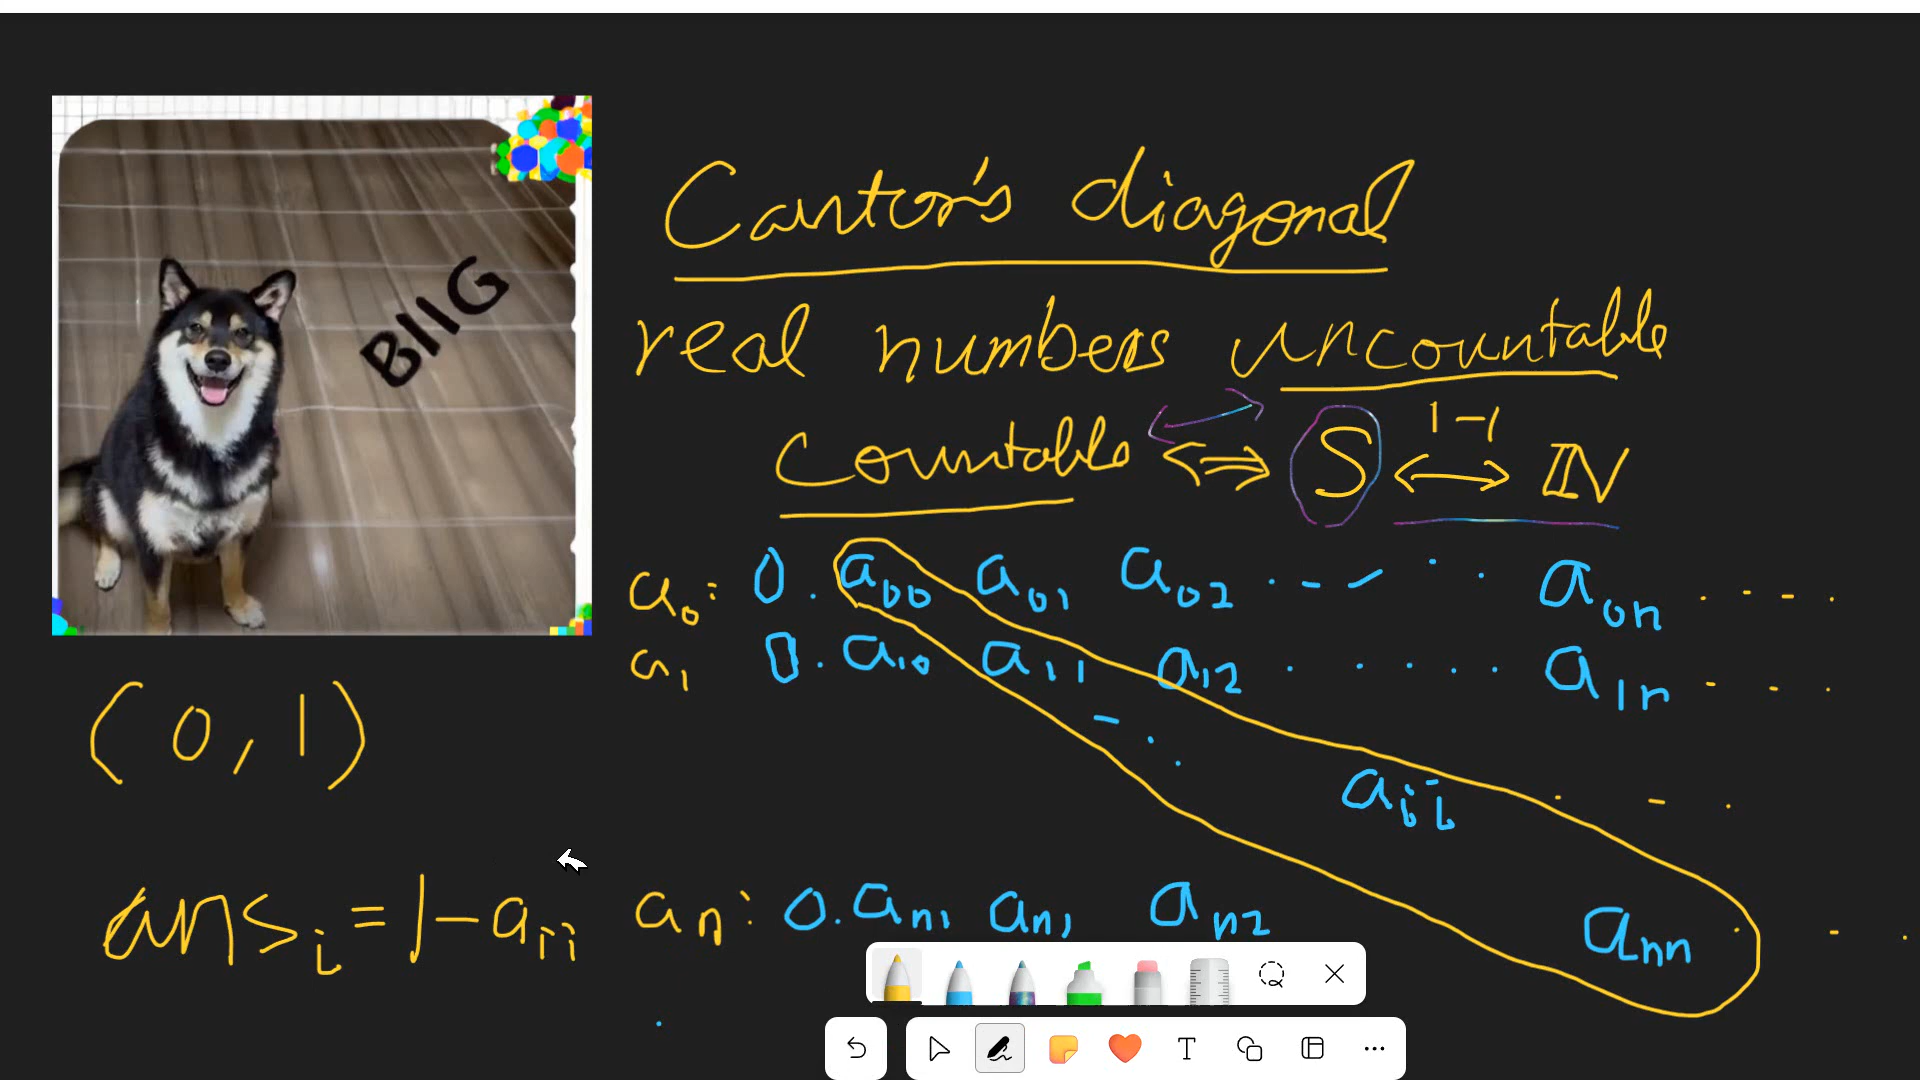 BIIG
Cantor's diagonal
real numbers uncountable
Countable ⟺ S ⟷ ℕ
1-1
a₀: 0. a₀₀ a₀₁ a₀₂ ..... a₀ₙ ....
a₁ 0. a₁₀ a₁₁ a₁₂ ..... a₁ₙ ...
(0, 1)
aᵢᵢ
ansᵢ = 1 - aᵢᵢ
aₙ: 0. aₙ₁ aₙ₁ aₙ₂ aₙₙ
T